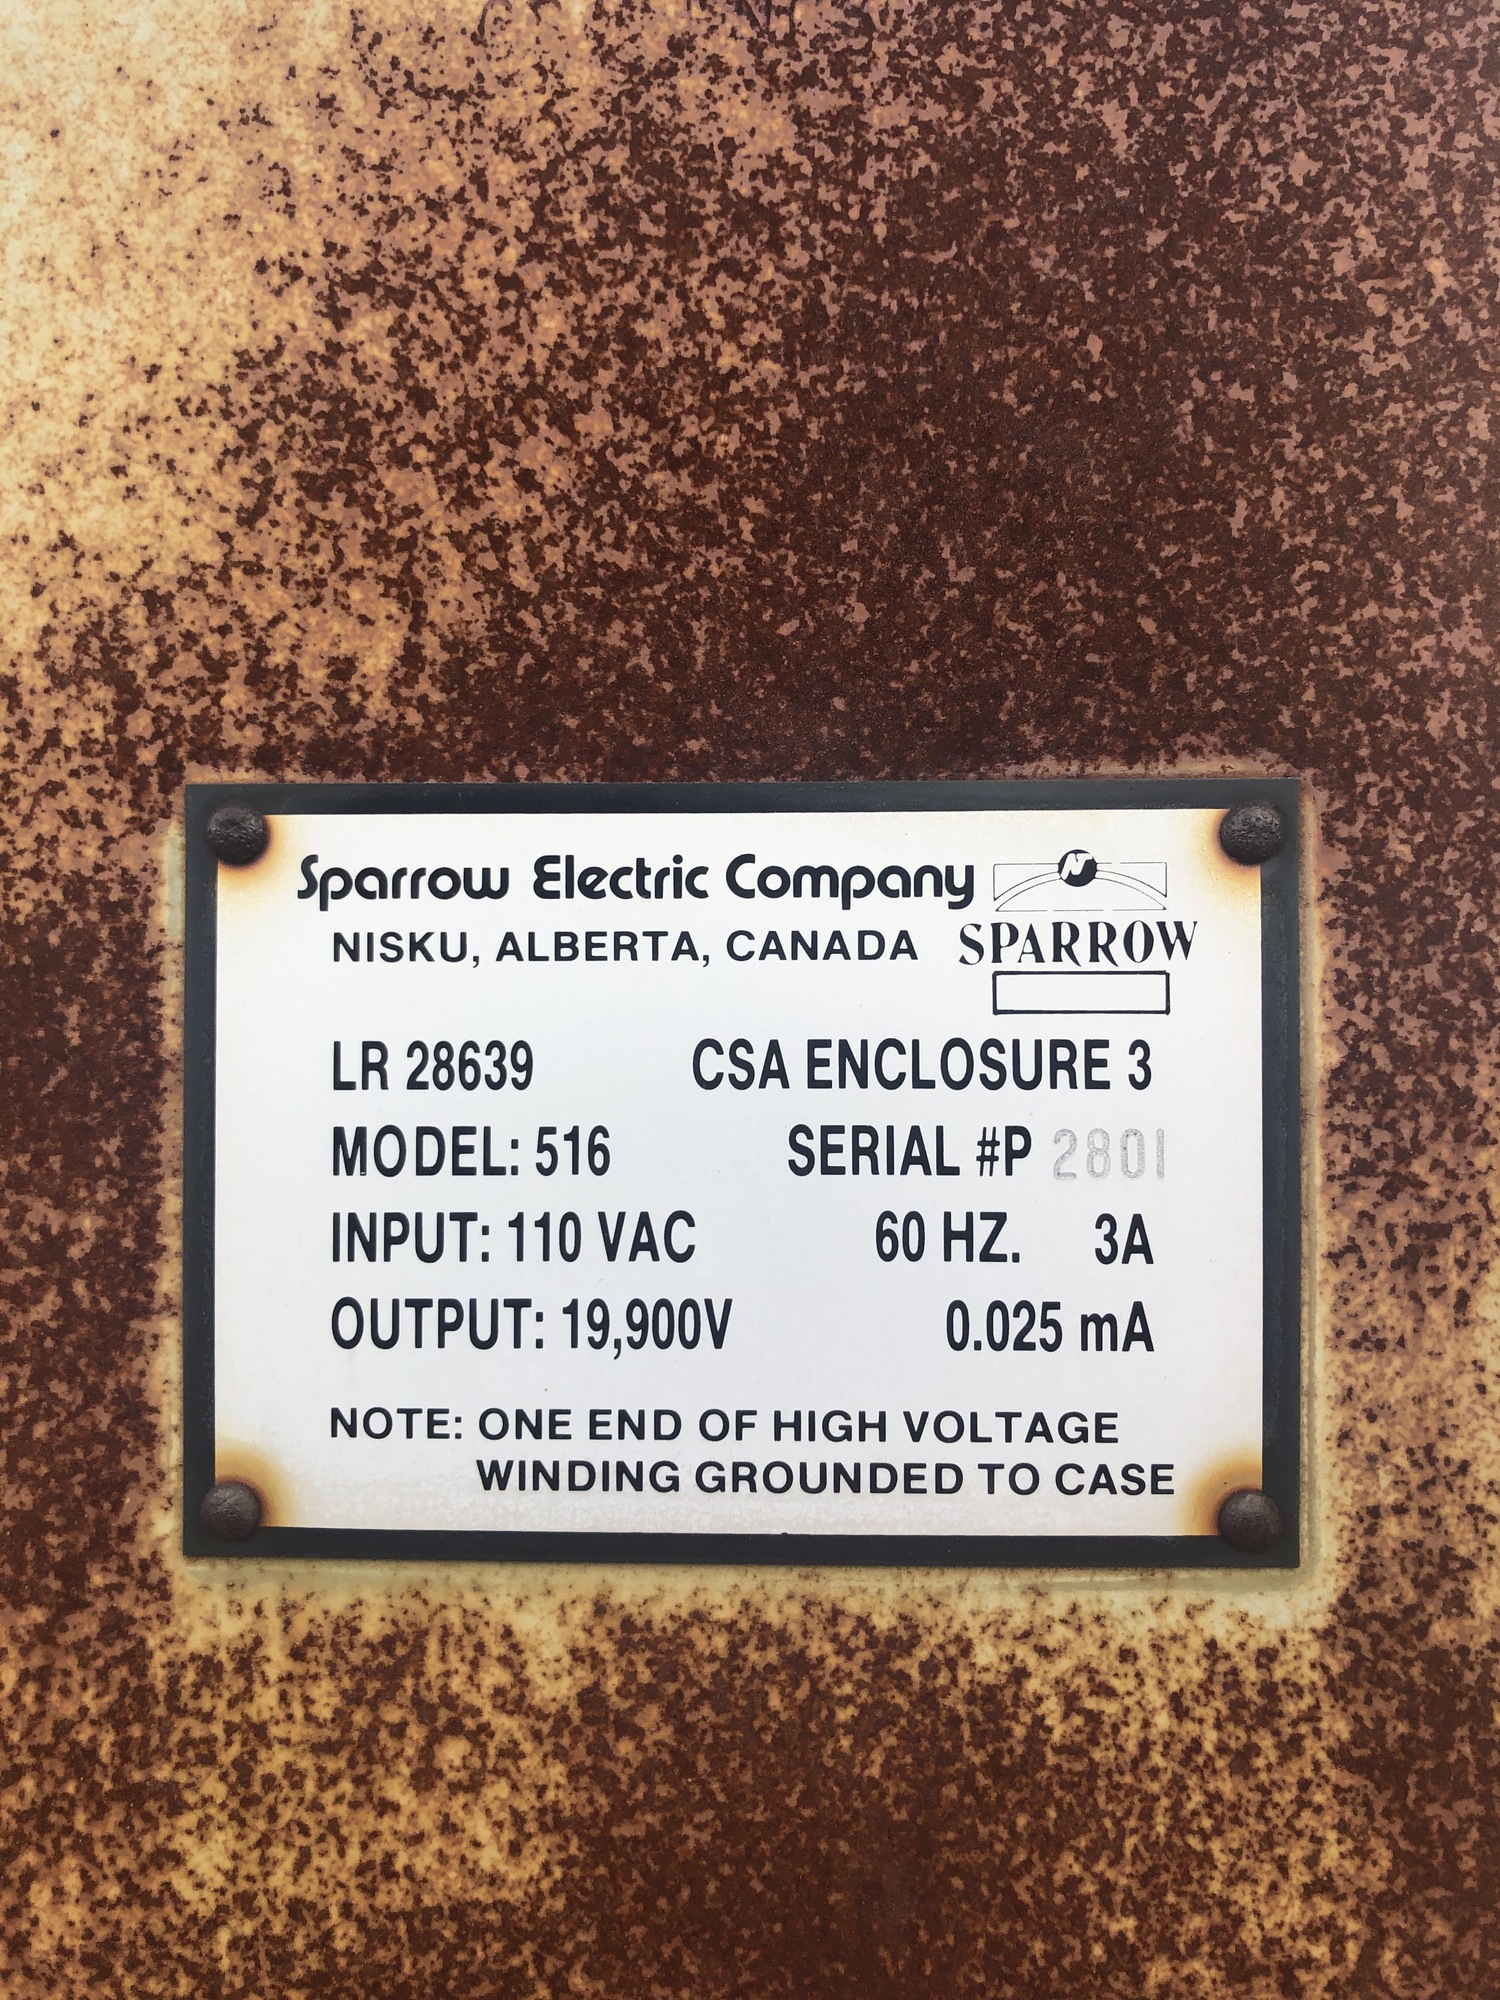 Sparrow Electric Company
NISKU, ALBERTA, CANADA
SPARROW
LR 28639 CSA ENCLOSURE 3
MODEL: 516 SERIAL #P 2801
INPUT: 110 VAC 60 HZ. 3A
OUTPUT: 19,900V 0.025 mA
NOTE: ONE END OF HIGH VOLTAGE
WINDING GROUNDED TO CASE